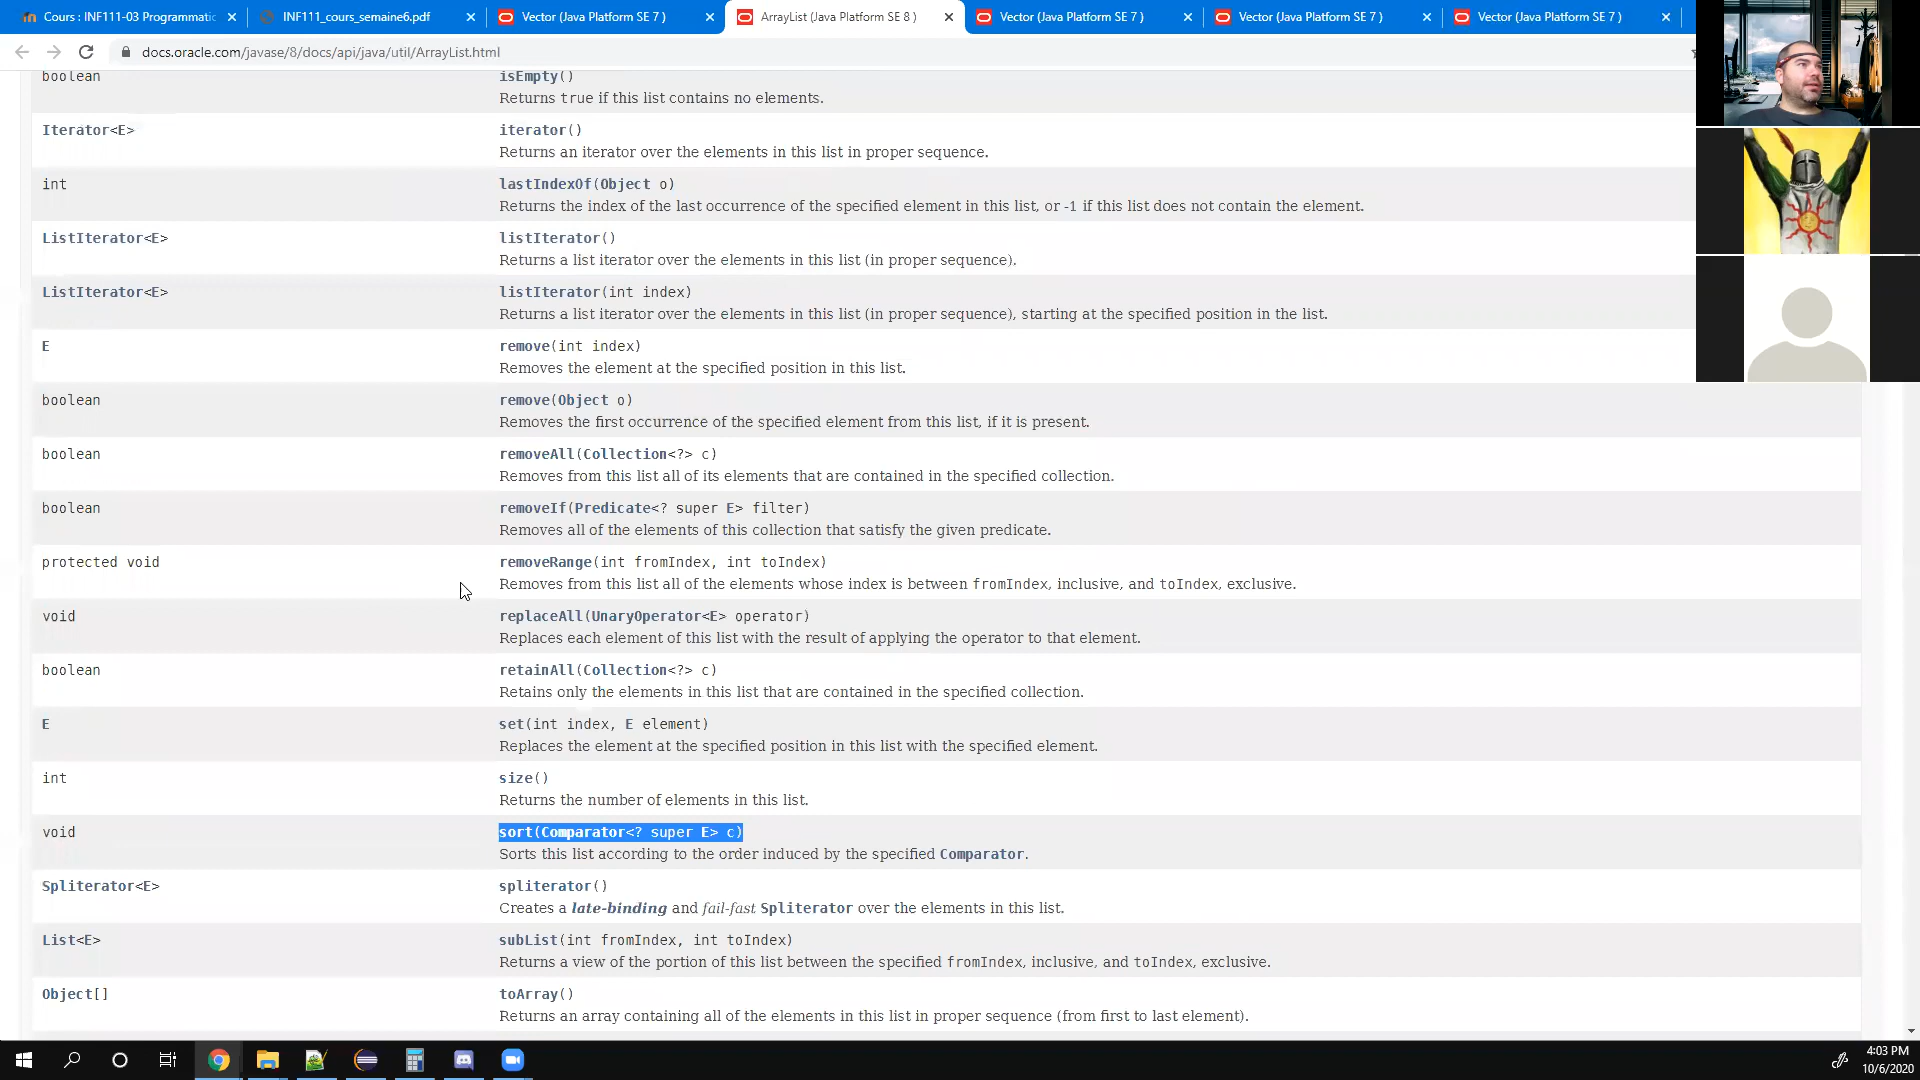 Cours : INF111-03 Programmatic
INF111_cours_semaine6.pdf
Vector (Java Platform SE 7 )
ArrayList (Java Platform SE 8 )
Vector (Java Platform SE 7 )
Vector (Java Platform SE 7 )
Vector (Java Platform SE 7 )
docs.oracle.com/javase/8/docs/api/java/util/ArrayList.html
boolean isEmpty()
Returns true if this list contains no elements.
Iterator<E> iterator()
Returns an iterator over the elements in this list in proper sequence.
int lastIndexOf(Object o)
Returns the index of the last occurrence of the specified element in this list, or -1 if this list does not contain the element.
ListIterator<E> listIterator()
Returns a list iterator over the elements in this list (in proper sequence).
ListIterator<E> listIterator(int index)
Returns a list iterator over the elements in this list (in proper sequence), starting at the specified position in the list.
E remove(int index)
Removes the element at the specified position in this list.
boolean remove(Object o)
Removes the first occurrence of the specified element from this list, if it is present.
boolean removeAll(Collection<?> c)
Removes from this list all of its elements that are contained in the specified collection.
boolean removeIf(Predicate<? super E> filter)
Removes all of the elements of this collection that satisfy the given predicate.
protected void removeRange(int fromIndex, int toIndex)
Removes from this list all of the elements whose index is between fromIndex, inclusive, and toIndex, exclusive.
void replaceAll(UnaryOperator<E> operator)
Replaces each element of this list with the result of applying the operator to that element.
boolean retainAll(Collection<?> c)
Retains only the elements in this list that are contained in the specified collection.
E set(int index, E element)
Replaces the element at the specified position in this list with the specified element.
int size()
Returns the number of elements in this list.
void sort(Comparator<? super E> c)
Sorts this list according to the order induced by the specified Comparator.
Spliterator<E> spliterator()
Creates a late-binding and fail-fast Spliterator over the elements in this list.
List<E> subList(int fromIndex, int toIndex)
Returns a view of the portion of this list between the specified fromIndex, inclusive, and toIndex, exclusive.
Object[] toArray()
Returns an array containing all of the elements in this list in proper sequence (from first to last element).
4:03 PM
10/6/2020